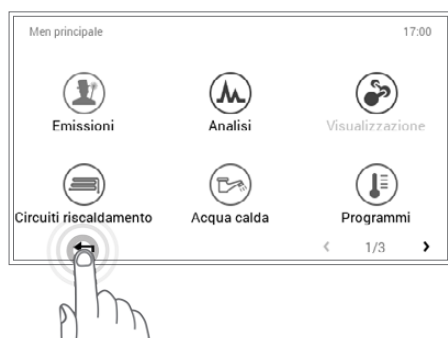 Men principale 17:00
Emissioni Analisi Visualizzazione
Circuiti riscaldamento Acqua calda Programmi
1/3